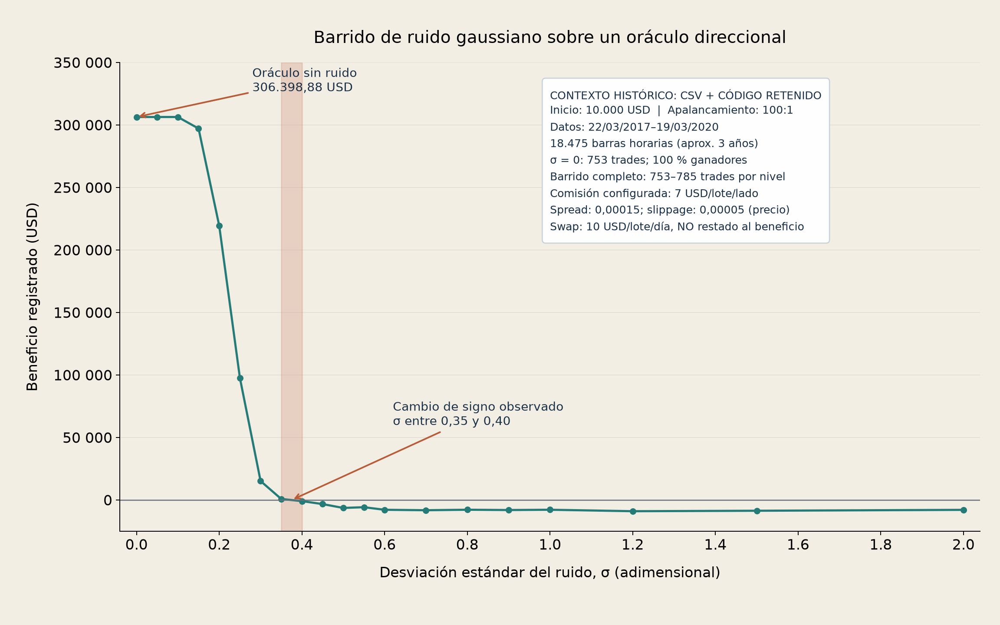 Barrido de ruido gaussiano sobre un oráculo direccional
350 000
300 000
250 000
200 000
150 000
100 000
50 000
0
Beneficio registrado (USD)
Oráculo sin ruido
306.398,88 USD
CONTEXTO HISTÓRICO: CSV + CÓDIGO RETENIDO
Inicio: 10.000 USD | Apalancamiento: 100:1
Datos: 22/03/2017–19/03/2020
18.475 barras horarias (aprox. 3 años)
σ = 0: 753 trades; 100 % ganadores
Barrido completo: 753–785 trades por nivel
Comisión configurada: 7 USD/lote/lado
Spread: 0,00015; slippage: 0,00005 (precio)
Swap: 10 USD/lote/día, NO restado al beneficio
Cambio de signo observado
σ entre 0,35 y 0,40
0.0 0.2 0.4 0.6 0.8 1.0 1.2 1.4 1.6 1.8 2.0
Desviación estándar del ruido, σ (adimensional)